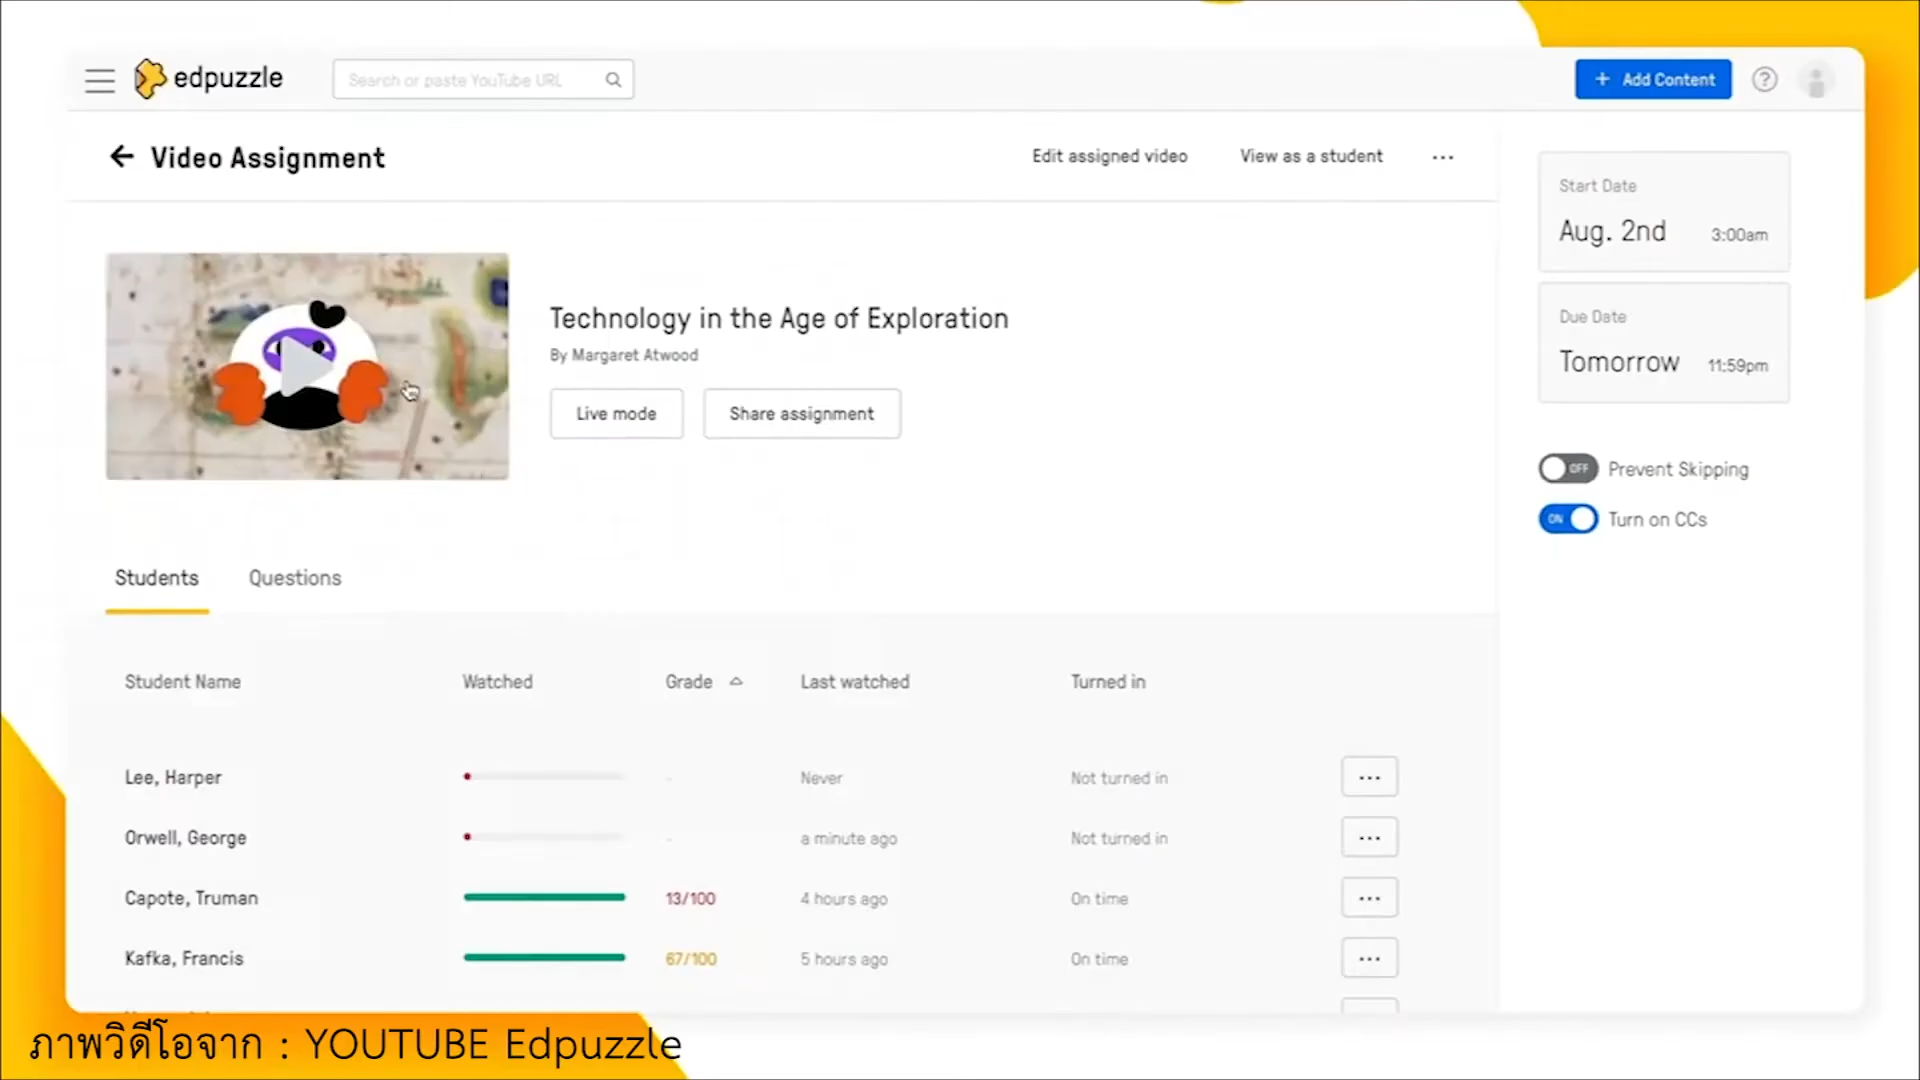 edpuzzle
Search or paste YouTube URL
+ Add Content
?
Video Assignment
Edit assigned video
View as a student
...
Start Date
Aug. 2nd 3:00am
Due Date
Tomorrow 11:59pm
OFF Prevent Skipping
ON Turn on CCs
Technology in the Age of Exploration
By Margaret Atwood
Live mode
Share assignment
Students
Questions
Student Name Watched Grade Last watched Turned in
Lee, Harper - Never Not turned in ...
Orwell, George - a minute ago Not turned in ...
Capote, Truman 13/100 4 hours ago On time ...
Kafka, Francis 67/100 5 hours ago On time ...
ภาพวิดีโอจาก : YOUTUBE Edpuzzle